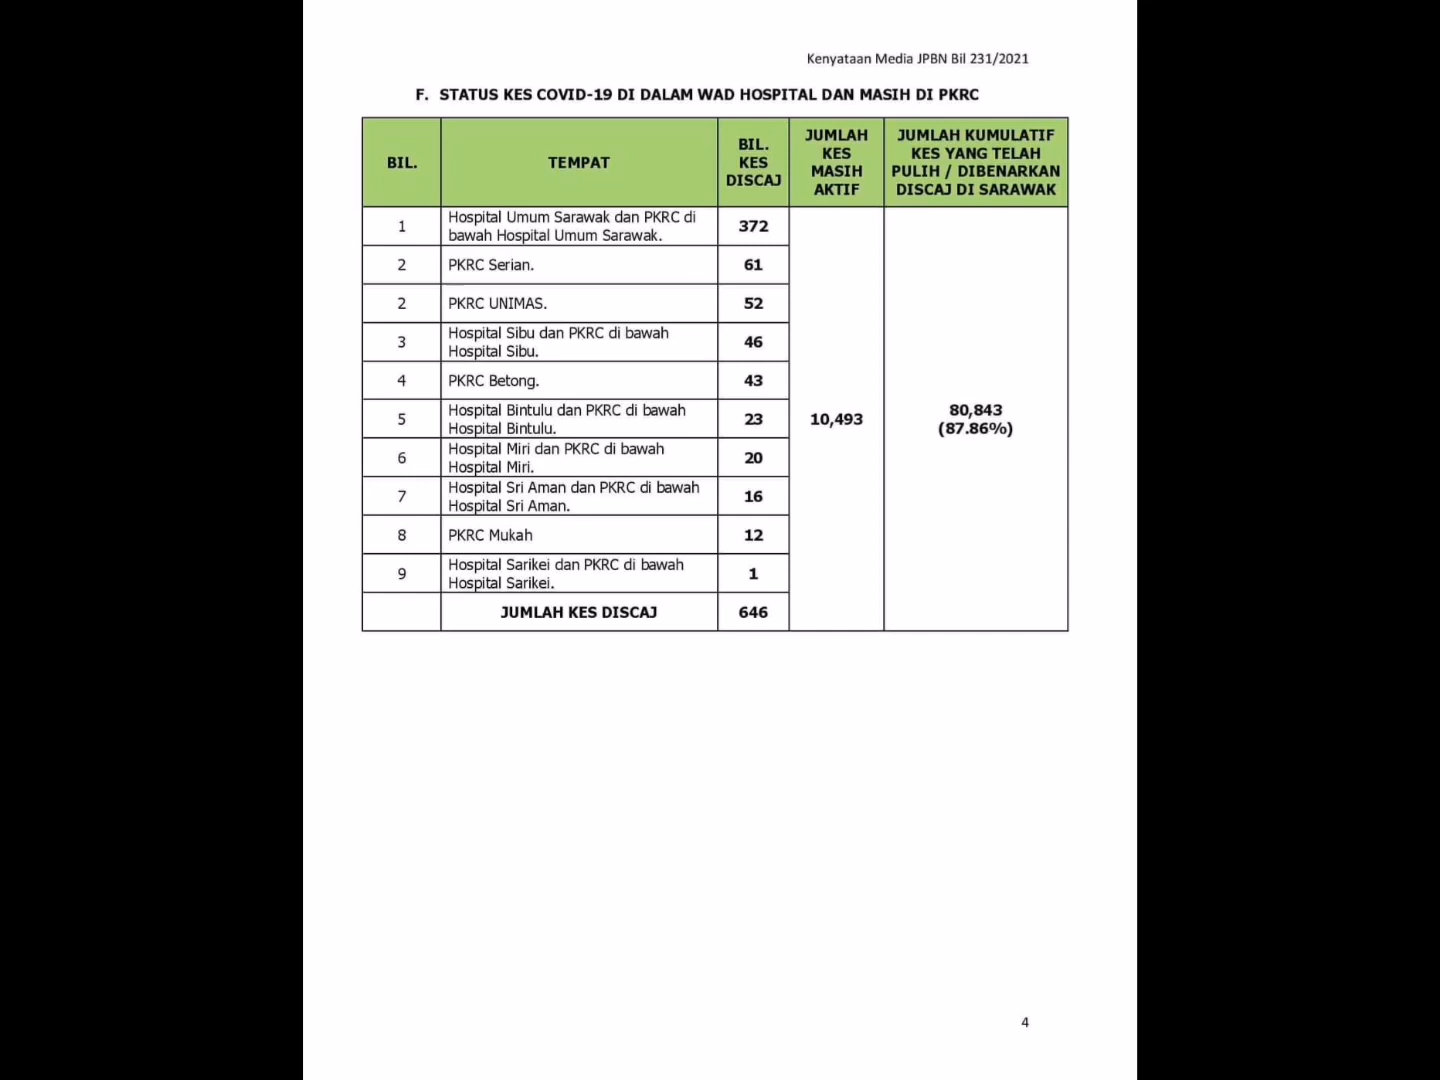 Kenyataan Media JPBN Bil 231/2021
F. STATUS KES COVID-19 DI DALAM WAD HOSPITAL DAN MASIH DI PKRC
BIL.
TEMPAT
BIL.
KES
DISCAJ
JUMLAH
KES
MASIH
AKTIF
JUMLAH KUMULATIF
KES YANG TELAH
PULIH / DIBENARKAN
DISCAJ DI SARAWAK
1
Hospital Umum Sarawak dan PKRC di
bawah Hospital Umum Sarawak.
372
2
PKRC Serian.
61
2
PKRC UNIMAS.
52
3
Hospital Sibu dan PKRC di bawah
Hospital Sibu.
46
4
PKRC Betong.
43
5
Hospital Bintulu dan PKRC di bawah
Hospital Bintulu.
23
10,493
80,843
(87.86%)
6
Hospital Miri dan PKRC di bawah
Hospital Miri.
20
7
Hospital Sri Aman dan PKRC di bawah
Hospital Sri Aman.
16
8
PKRC Mukah
12
9
Hospital Sarikei dan PKRC di bawah
Hospital Sarikei.
1
JUMLAH KES DISCAJ
646
4